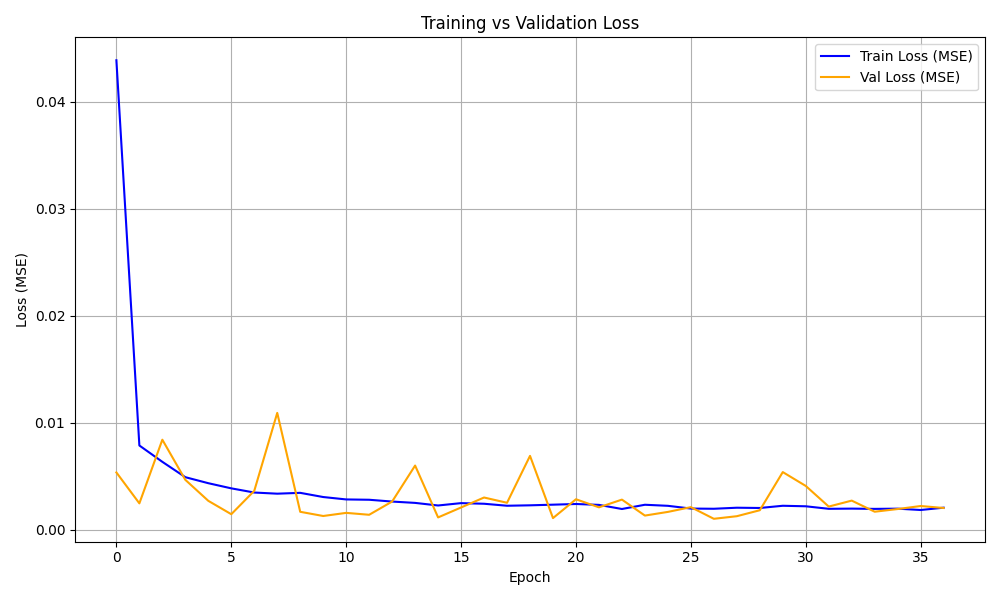 Training vs Validation Loss
Train Loss (MSE)
Val Loss (MSE)
Loss (MSE)
0.04
0.03
0.02
0.01
0.00
0 5 10 15 20 25 30 35
Epoch